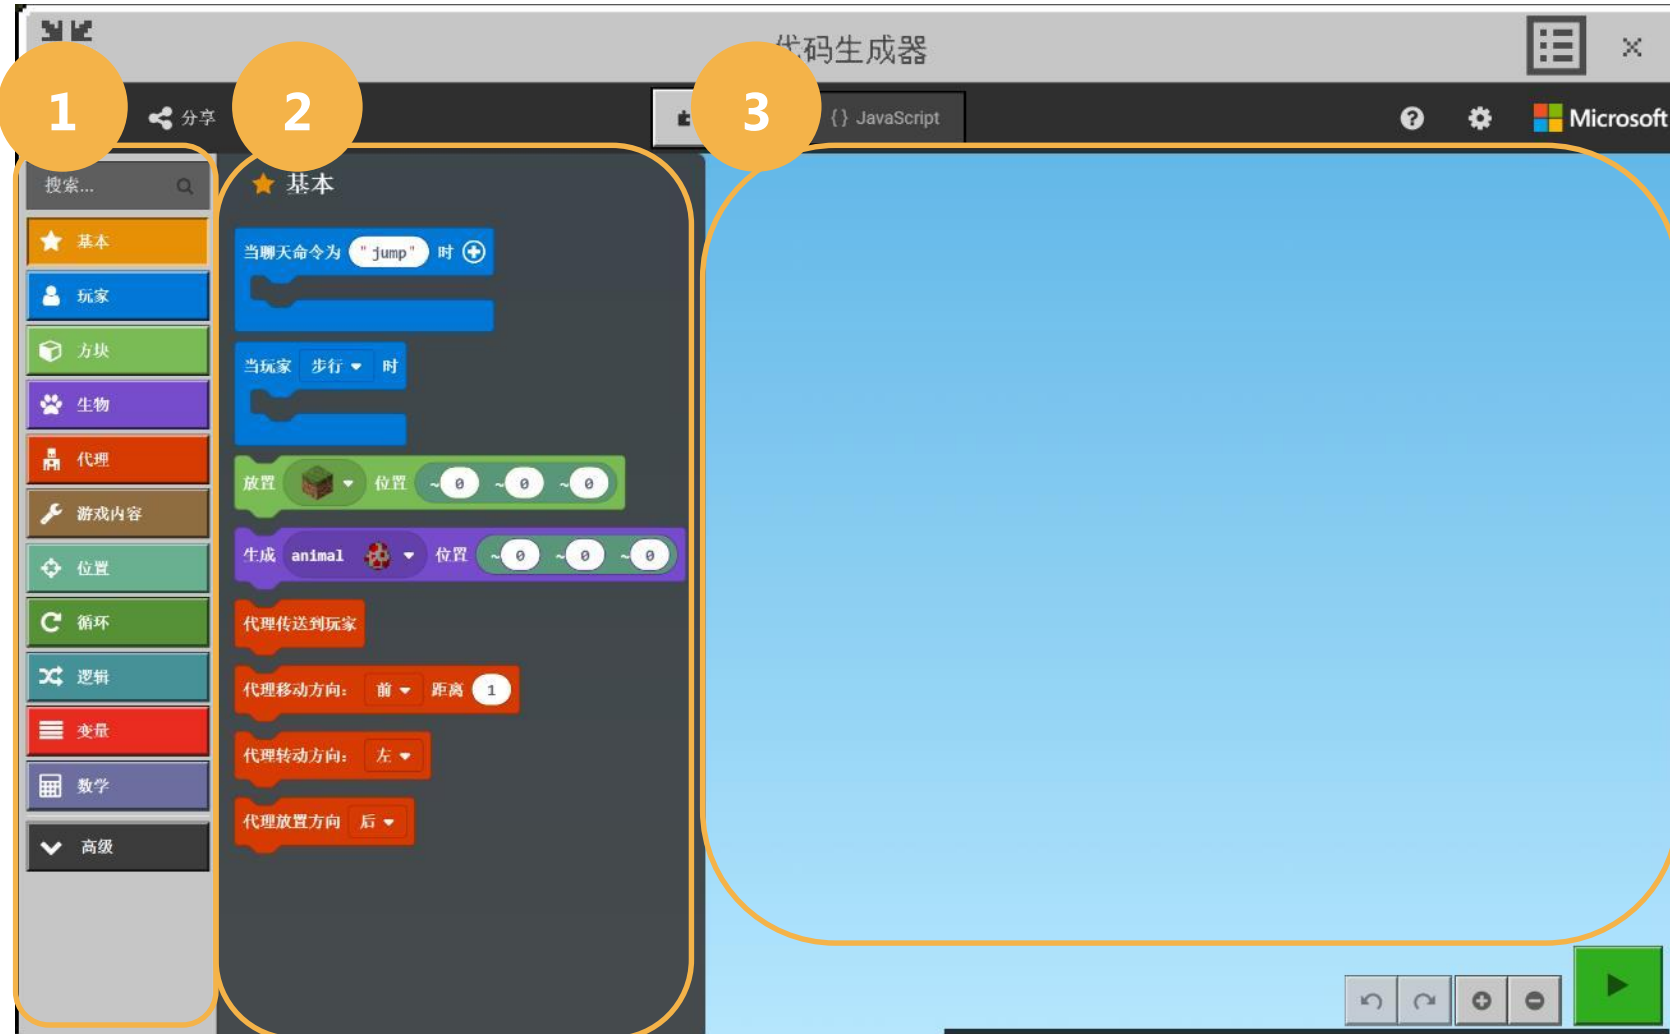 代码生成器
1
分享
2
3
{} JavaScript
Microsoft
搜索...
基本
玩家
方块
生物
代理
游戏内容
位置
循环
逻辑
变量
数学
高级
基本
当聊天命令为 "jump" 时
当玩家 步行 时
放置 位置 ~0 ~0 ~0
生成 animal 位置 ~0 ~0 ~0
代理传送到玩家
代理移动方向: 前 距离 1
代理转动方向: 左
代理放置方向 后